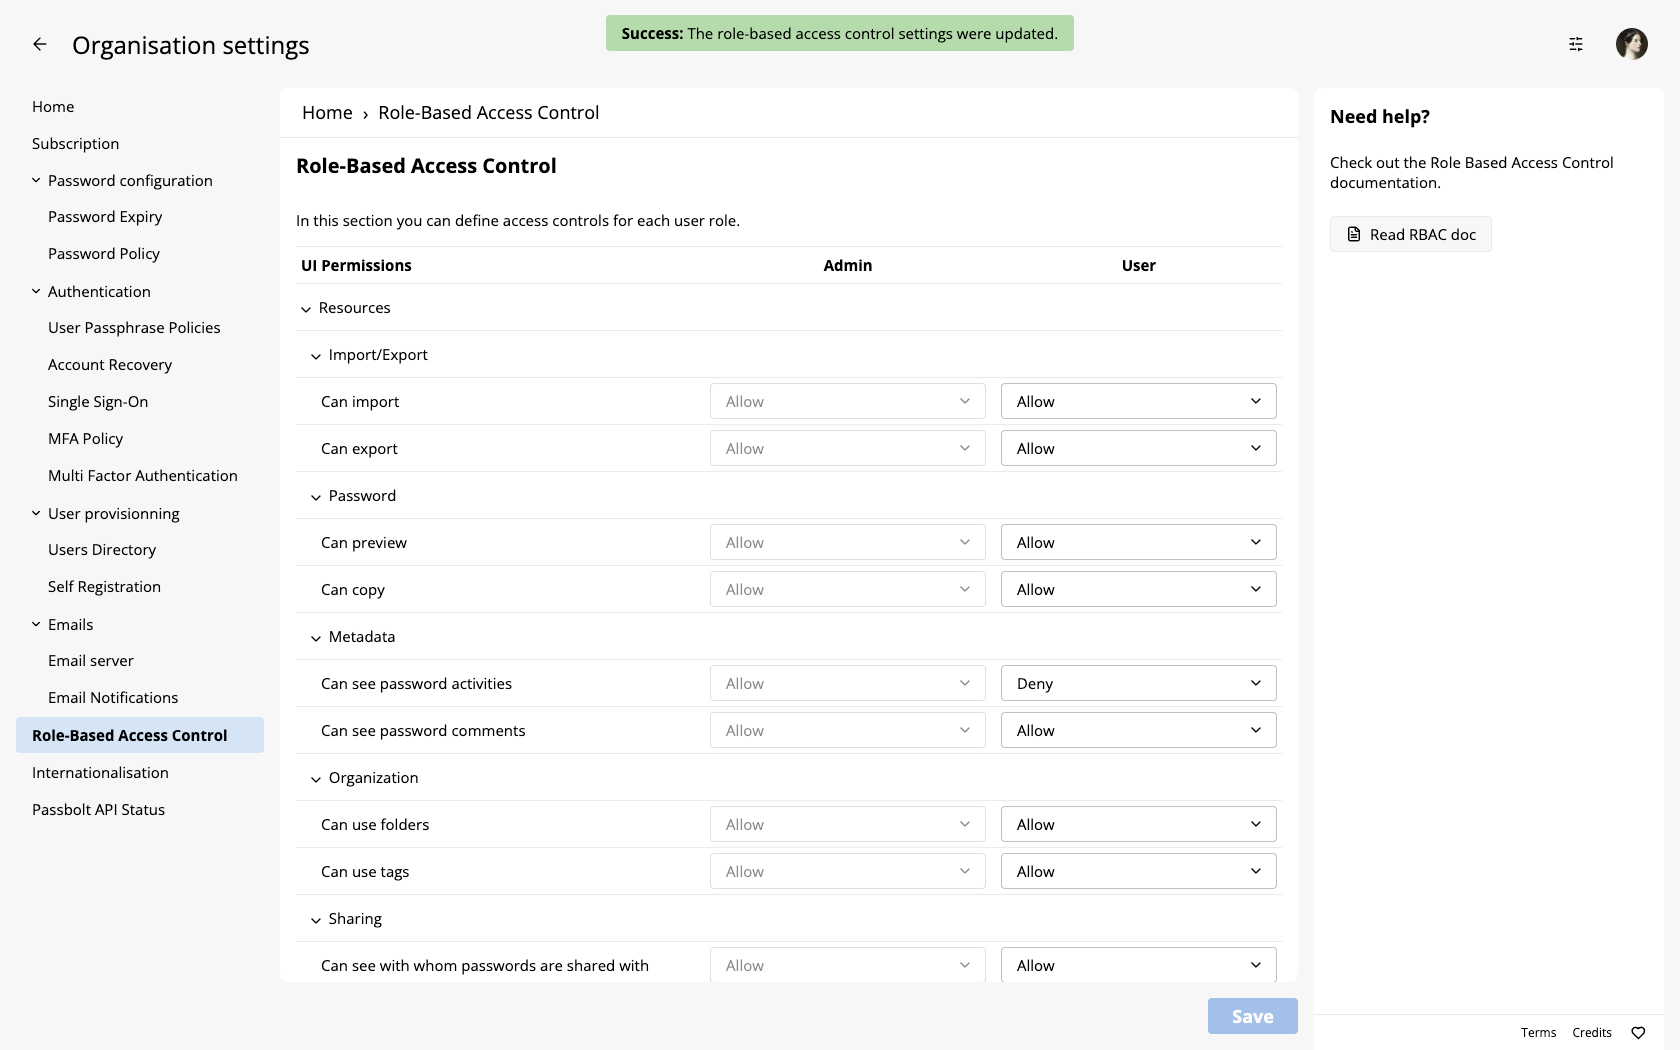 Organisation settings
Success: The role-based access control settings were updated.
Home
Subscription
Password configuration
Password Expiry
Password Policy
Authentication
User Passphrase Policies
Account Recovery
Single Sign-On
MFA Policy
Multi Factor Authentication
User provisionning
Users Directory
Self Registration
Emails
Email server
Email Notifications
Role-Based Access Control
Internationalisation
Passbolt API Status
Home › Role-Based Access Control
Role-Based Access Control
In this section you can define access controls for each user role.
UI Permissions Admin User
Resources
Import/Export
Can import Allow Allow
Can export Allow Allow
Password
Can preview Allow Allow
Can copy Allow Allow
Metadata
Can see password activities Allow Deny
Can see password comments Allow Allow
Organization
Can use folders Allow Allow
Can use tags Allow Allow
Sharing
Can see with whom passwords are shared with Allow Allow
Save
Need help?
Check out the Role Based Access Control
documentation.
Read RBAC doc
Terms Credits